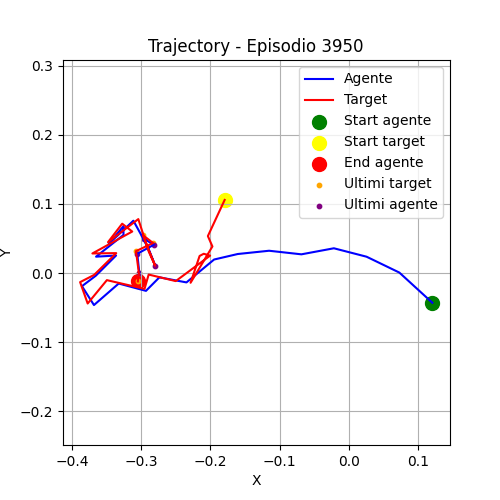 Trajectory - Episodio 3950
Agente
Target
Start agente
Start target
End agente
Ultimi target
Ultimi agente
0.3
0.2
0.1
0.0
−0.1
−0.2
Y
−0.4
−0.3
−0.2
−0.1
0.0
0.1
X